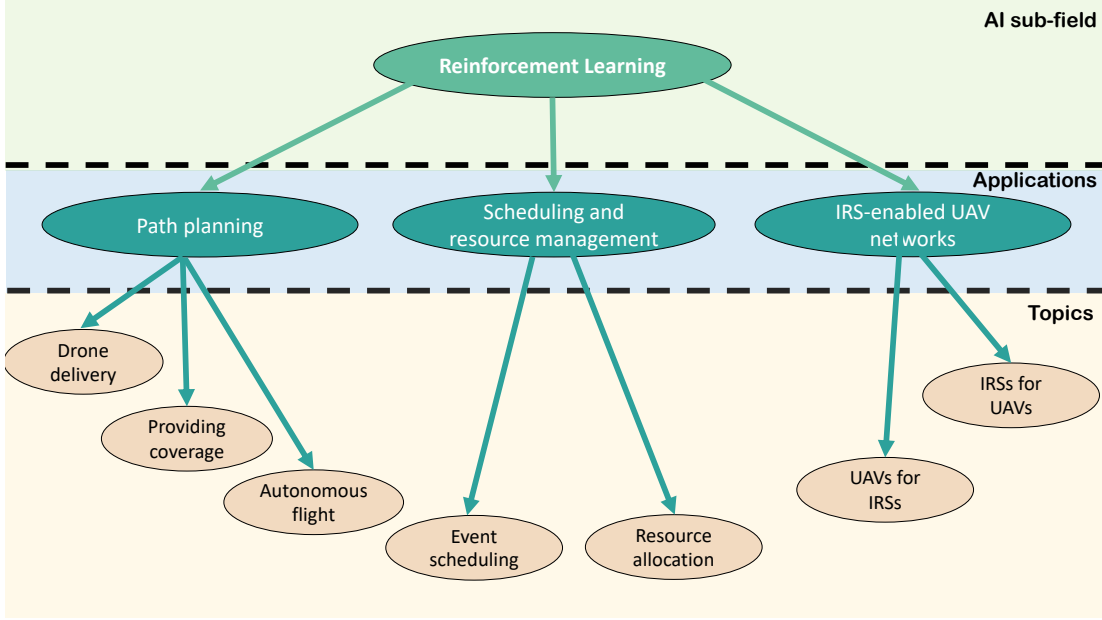 AI sub-field
Reinforcement Learning
Applications
Path planning
Scheduling and
resource management
IRS-enabled UAV
networks
Topics
Drone
delivery
Providing
coverage
Autonomous
flight
Event
scheduling
Resource
allocation
UAVs for
IRSs
IRSs for
UAVs